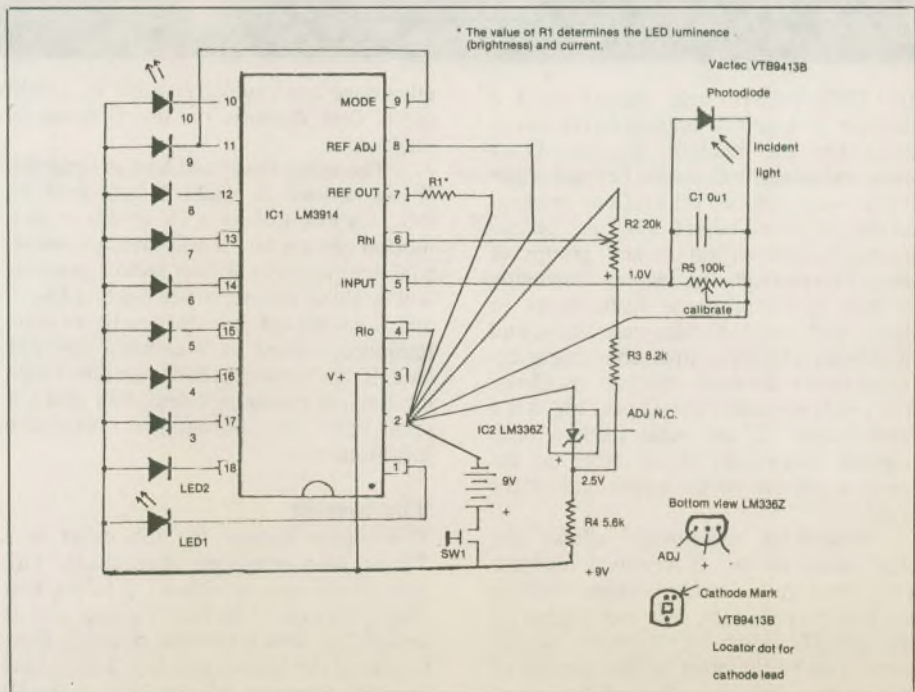 * The value of R1 determines the LED luminence
(brightness) and current.
Vactec VTB9413B
Photodiode
incident
light
10
10
MODE
9
9
11
REF ADJ
8
8
12
REF OUT
7
R1*
C1 0u1
IC1 LM3914
R2 20k
7
13
Rhi
6
+
1.0V
R5 100k
6
14
INPUT
5
calibrate
5
15
Rlo
4
R3 8.2k
4
16
V+
3
ADJ N.C.
3
17
2
IC2 LM336Z
+
2.5V
LED2
18
1
9V
+
Bottom view LM336Z
R4 5.6k
ADJ
+
LED1
SW1
+9V
Cathode Mark
VTB9413B
Locator dot for
cathode lead